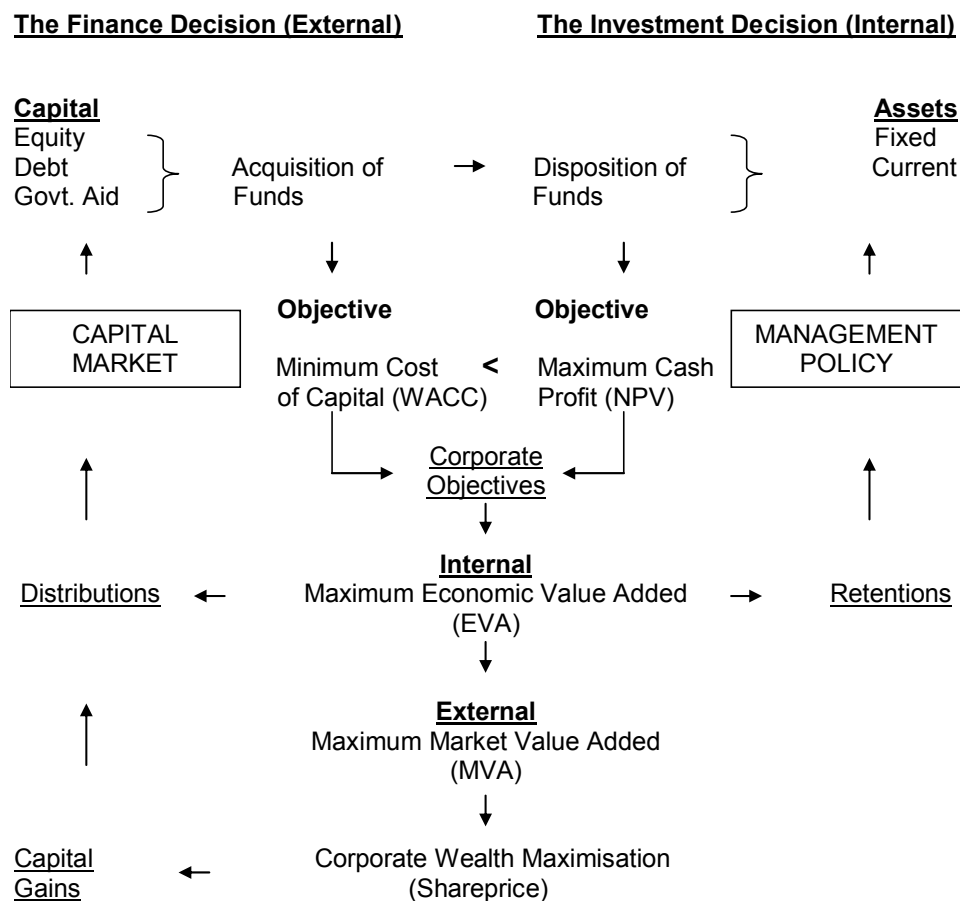 The Finance Decision (External) The Investment Decision (Internal)
Capital Assets
Equity Fixed
Debt Acquisition of → Disposition of Current
Govt. Aid Funds Funds
Objective Objective
CAPITAL MANAGEMENT
MARKET POLICY
Minimum Cost < Maximum Cash
of Capital (WACC) Profit (NPV)
Corporate
Objectives
Internal
Distributions ← Maximum Economic Value Added → Retentions
(EVA)
External
Maximum Market Value Added
(MVA)
Capital ← Corporate Wealth Maximisation
Gains (Shareprice)